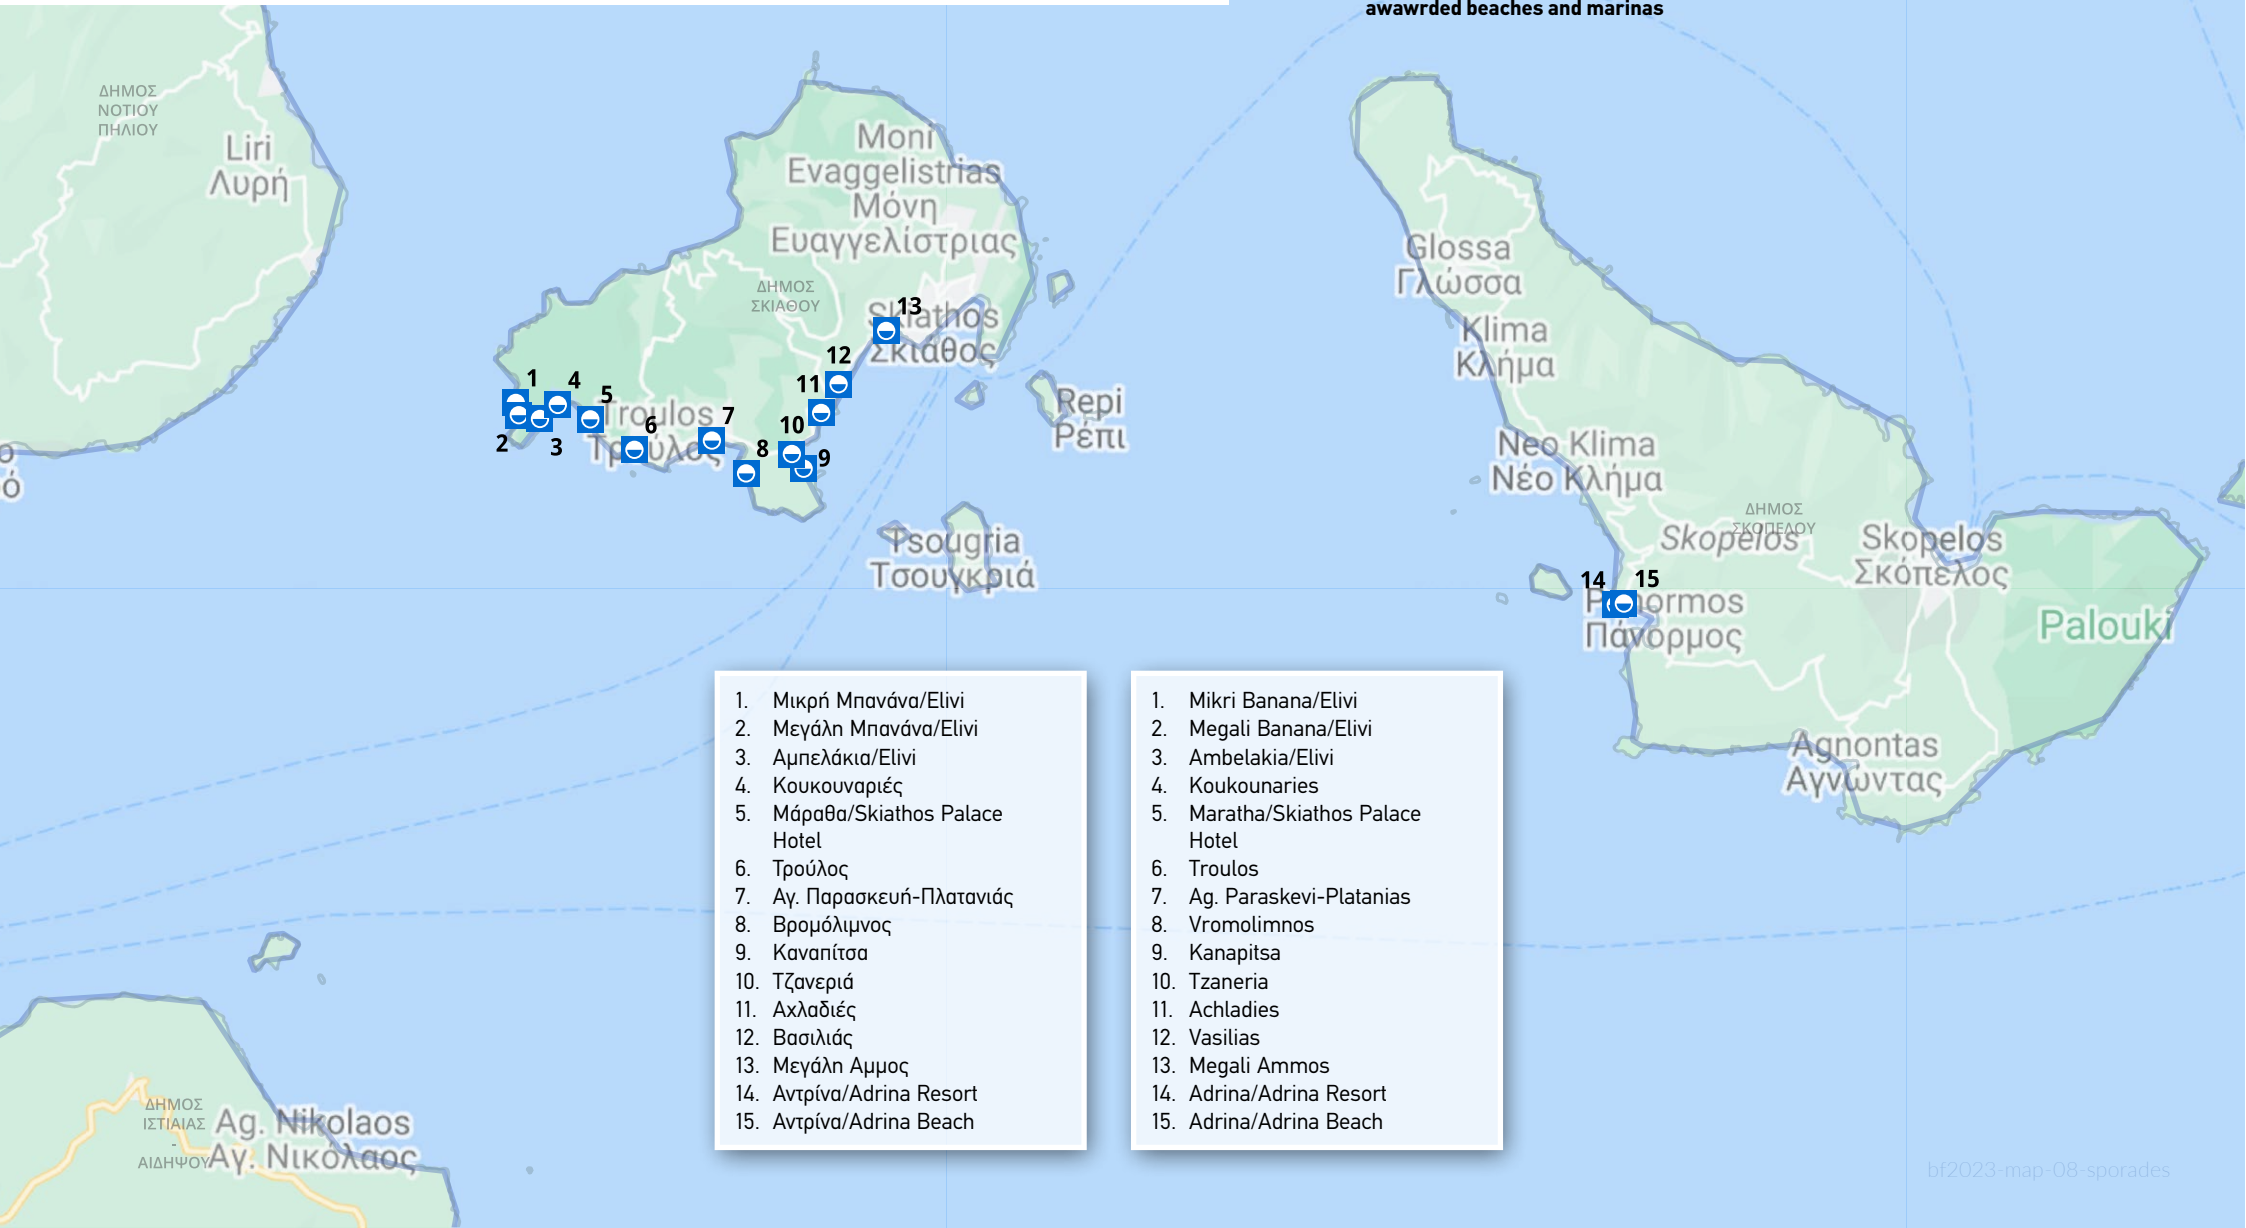 awawrded beaches and marinas
ΔΗΜΟΣ
ΝΟΤΙΟΥ
ΠΗΛΙΟΥ
Liri
Λυρή
Moni
Evaggelistrias
Μόνη
Ευαγγελίστριας
ΔΗΜΟΣ
ΣΚΙΑΘΟΥ
13
Skiathos
Σκιάθος
12
11
10
9
8
7
6
5
4
1
2
3
Troulos
Τρούλος
Repi
Ρέπι
Tsougria
Τσουγκριά
Glossa
Γλώσσα
Klima
Κλήμα
Neo Klima
Νέο Κλήμα
ΔΗΜΟΣ
ΣΚΟΠΕΛΟΥ
Skopelos
Skopelos
Σκόπελος
14
15
Panormos
Πάνορμος
Palouki
Agnontas
Αγνώντας
ό
1. Μικρή Μπανάνα/Elivi
2. Μεγάλη Μπανάνα/Elivi
3. Αμπελάκια/Elivi
4. Κουκουναριές
5. Μάραθα/Skiathos Palace
Hotel
6. Τρούλος
7. Αγ. Παρασκευή-Πλατανιάς
8. Βρομόλιμνος
9. Καναπίτσα
10. Τζανεριά
11. Αχλαδιές
12. Βασιλιάς
13. Μεγάλη Αμμος
14. Αντρίνα/Adrina Resort
15. Αντρίνα/Adrina Beach
1. Mikri Banana/Elivi
2. Megali Banana/Elivi
3. Ambelakia/Elivi
4. Koukounaries
5. Maratha/Skiathos Palace
Hotel
6. Troulos
7. Ag. Paraskevi-Platanias
8. Vromolimnos
9. Kanapitsa
10. Tzaneria
11. Achladies
12. Vasilias
13. Megali Ammos
14. Adrina/Adrina Resort
15. Adrina/Adrina Beach
ΔΗΜΟΣ
ΙΣΤΙΑΙΑΣ
-
ΑΙΔΗΨΟΥ
Ag. Nikolaos
Αγ. Νικόλαος
bf2023-map-08-sporades